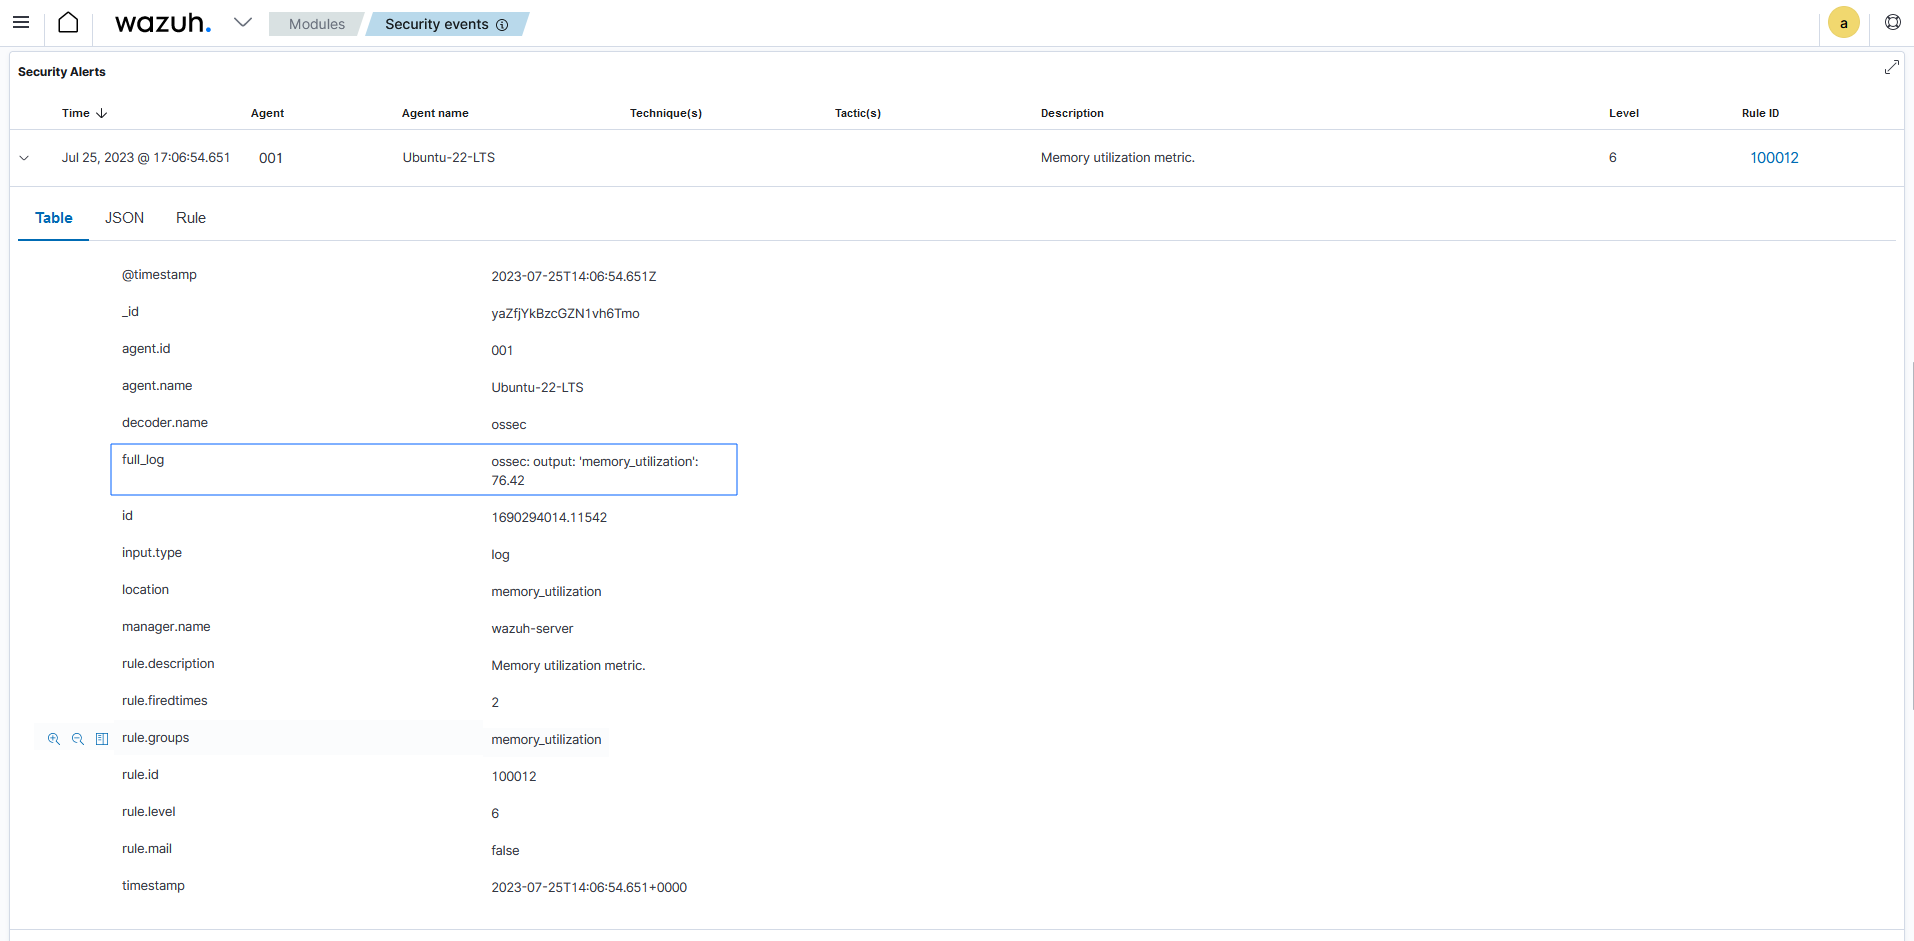 wazuh.
Modules
Security events
a
Security Alerts
Time Agent Agent name Technique(s) Tactic(s) Description Level Rule ID
Jul 25, 2023 @ 17:06:54.651 001 Ubuntu-22-LTS Memory utilization metric. 6 100012
Table JSON Rule
@timestamp 2023-07-25T14:06:54.651Z
_id yaZfjYkBzcGZN1vh6Tmo
agent.id 001
agent.name Ubuntu-22-LTS
decoder.name ossec
full_log ossec: output: 'memory_utilization':
76.42
id 1690294014.11542
input.type log
location memory_utilization
manager.name wazuh-server
rule.description Memory utilization metric.
rule.firedtimes 2
rule.groups memory_utilization
rule.id 100012
rule.level 6
rule.mail false
timestamp 2023-07-25T14:06:54.651+0000